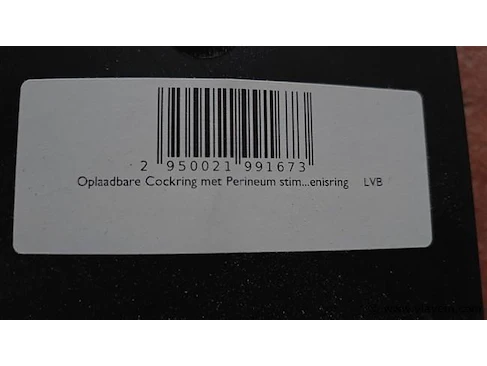 2 950021 991673
Oplaadbare Cockring met Perineum stim...enisring LVB